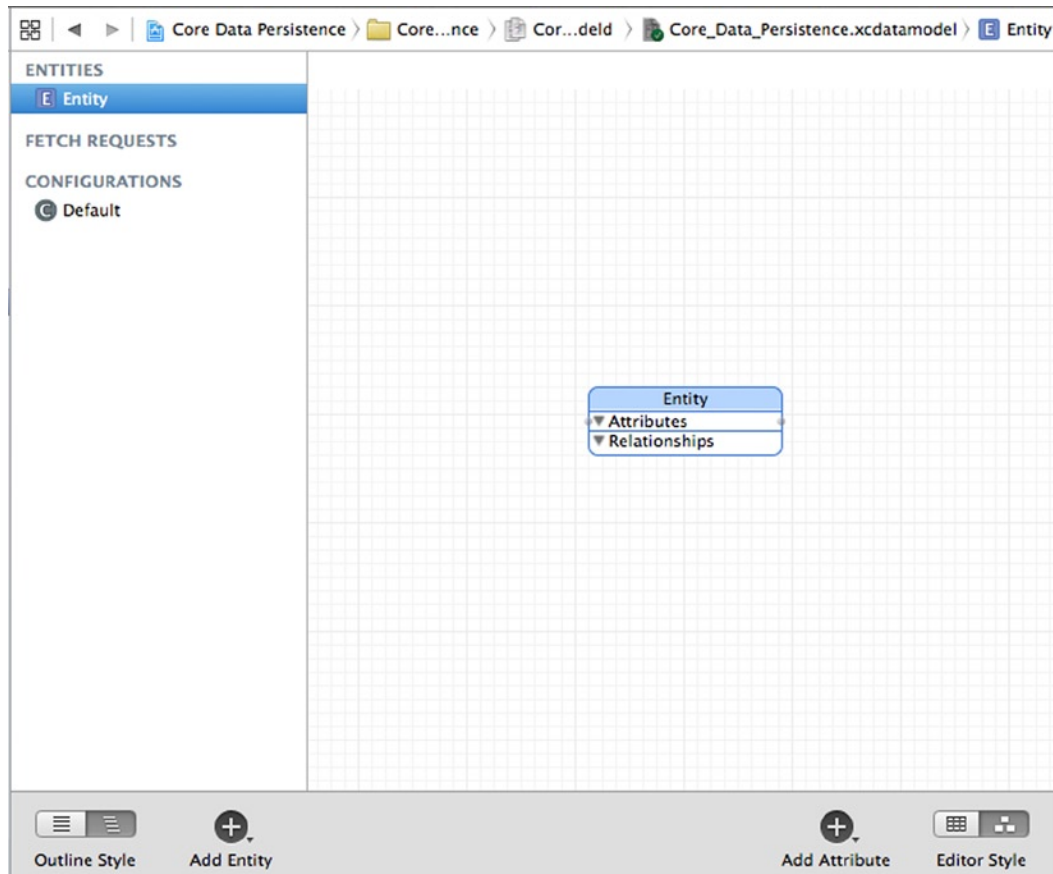 Core Data Persistence Core...nce Cor...deld Core_Data_Persistence.xcdatamodel E Entity
ENTITIES
E Entity
FETCH REQUESTS
CONFIGURATIONS
C Default
Entity
Attributes
Relationships
Outline Style Add Entity Add Attribute Editor Style